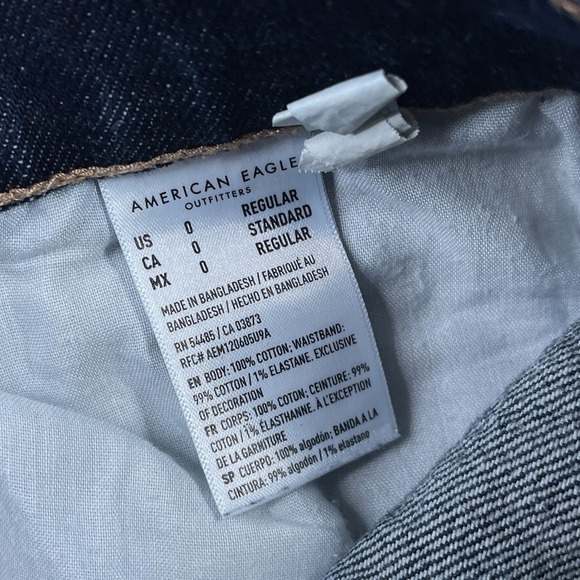 AMERICAN EAGLE
OUTFITTERS
US 0 REGULAR
CA 0 STANDARD
MX 0 REGULAR
MADE IN BANGLADESH / FABRIQUÉ AU
BANGLADESH / HECHO EN BANGLADESH
RN 54485 / CA 03873
RFC# AEM120605U9A
EN BODY: 100% COTTON; WAISTBAND:
99% COTTON / 1% ELASTANE. EXCLUSIVE
OF DECORATION
FR CORPS: 100% COTON; CEINTURE: 99%
COTON / 1% ÉLASTHANNE. À L'EXCEPTION
DE LA GARNITURE
SP CUERPO: 100% algodón; BANDA A LA
CINTURA: 99% algodón / 1% elastano